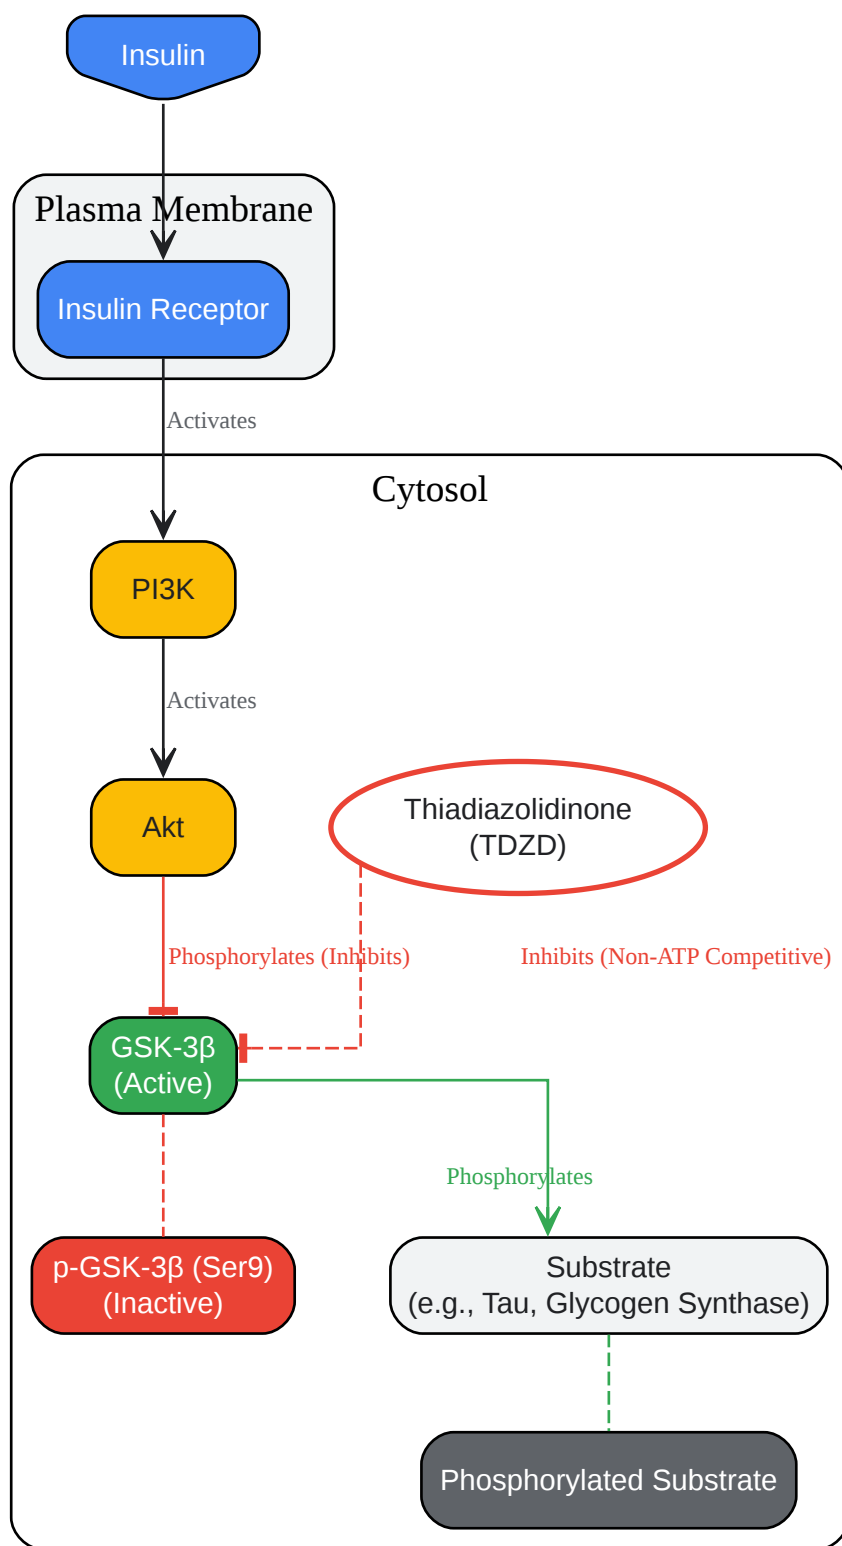 Insulin
Plasma Membrane
Insulin Receptor
Activates
Cytosol
PI3K
Activates
Akt
Thiadiazolidinone
(TDZD)
Phosphorylates (Inhibits)
Inhibits (Non-ATP Competitive)
GSK-3β
(Active)
Phosphorylates
p-GSK-3β (Ser9)
(Inactive)
Substrate
(e.g., Tau, Glycogen Synthase)
Phosphorylated Substrate